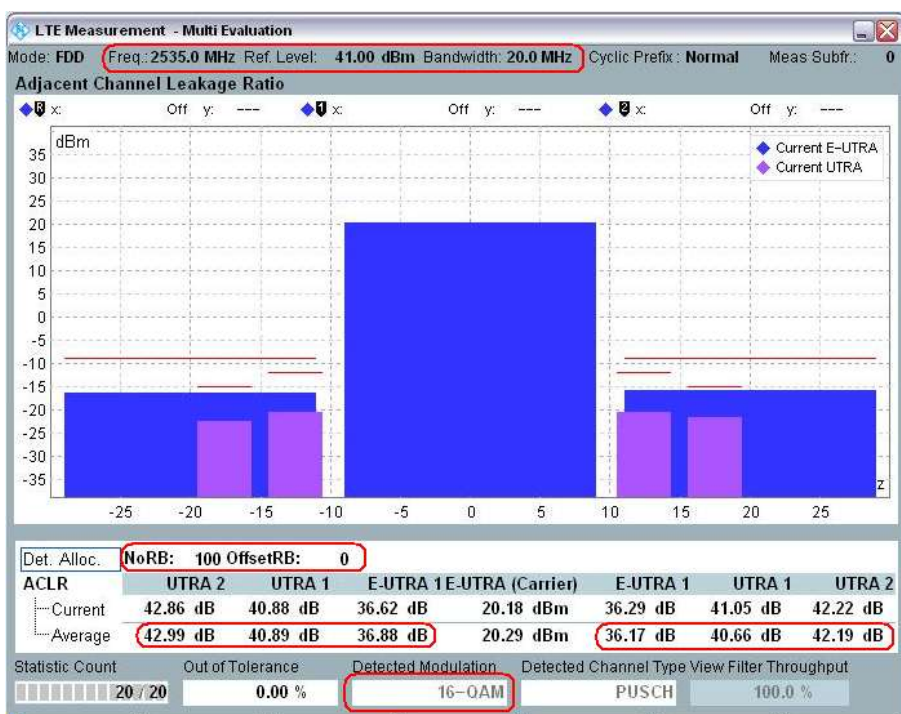 LTE Measurement - Multi Evaluation
Mode: FDD Freq.: 2535.0 MHz Ref. Level: 41.00 dBm Bandwidth: 20.0 MHz Cyclic Prefix: Normal Meas Subfr.: 0
Adjacent Channel Leakage Ratio
R x: Off y: --- 1 x: Off y: --- 2 x: Off y: ---
dBm
Current E-UTRA
Current UTRA
35
30
25
20
15
10
5
0
-5
-10
-15
-20
-25
-30
-35
z
-25 -20 -15 -10 -5 0 5 10 15 20 25
Det. Alloc. NoRB: 100 OffsetRB: 0
ACLR UTRA 2 UTRA 1 E-UTRA 1 E-UTRA (Carrier) E-UTRA 1 UTRA 1 UTRA 2
Current 42.86 dB 40.88 dB 36.62 dB 20.18 dBm 36.29 dB 41.05 dB 42.22 dB
Average 42.99 dB 40.89 dB 36.88 dB 20.29 dBm 36.17 dB 40.66 dB 42.19 dB
Statistic Count Out of Tolerance Detected Modulation Detected Channel Type View Filter Throughput
20 / 20 0.00 % 16-QAM PUSCH 100.0 %